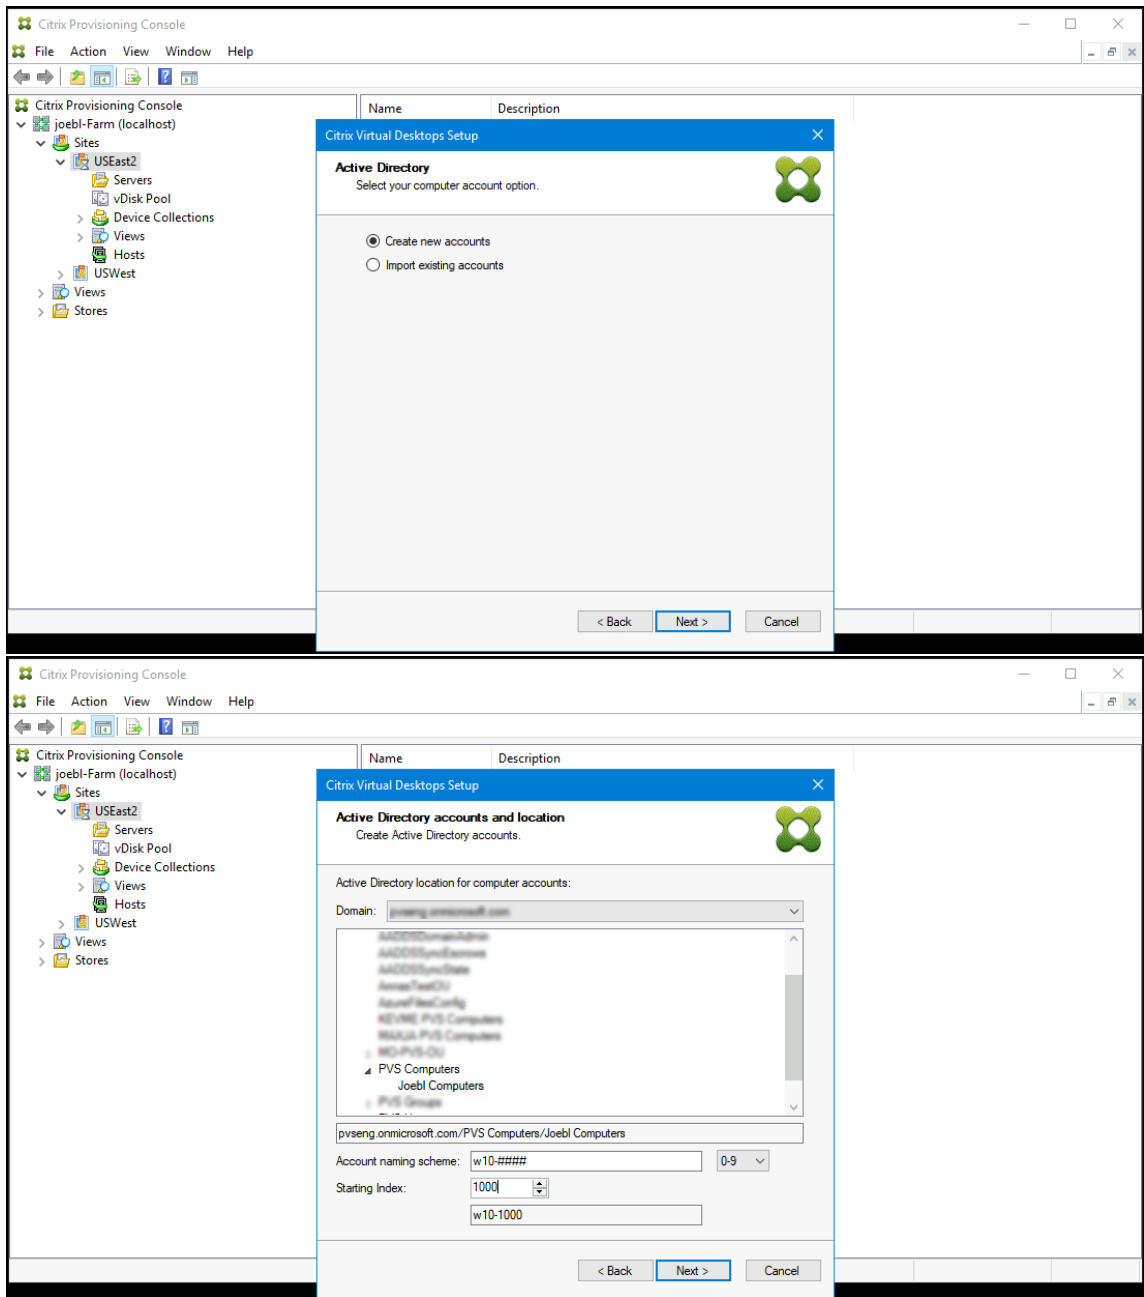 Citrix Provisioning Console
File Action View Window Help
Citrix Provisioning Console
joebl-Farm (localhost)
Sites
USEast2
Servers
vDisk Pool
Device Collections
Views
Hosts
USWest
Views
Stores
Name Description
Citrix Virtual Desktops Setup
Active Directory
Select your computer account option.
Create new accounts
Import existing accounts
< Back Next > Cancel
Citrix Provisioning Console
File Action View Window Help
Citrix Provisioning Console
joebl-Farm (localhost)
Sites
USEast2
Servers
vDisk Pool
Device Collections
Views
Hosts
USWest
Views
Stores
Name Description
Citrix Virtual Desktops Setup
Active Directory accounts and location
Create Active Directory accounts.
Active Directory location for computer accounts:
Domain:
PVS Computers
Joebl Computers
pvseng.onmicrosoft.com/PVS Computers/Joebl Computers
Account naming scheme: w10-#### 0-9
Starting Index: 1000
w10-1000
< Back Next > Cancel